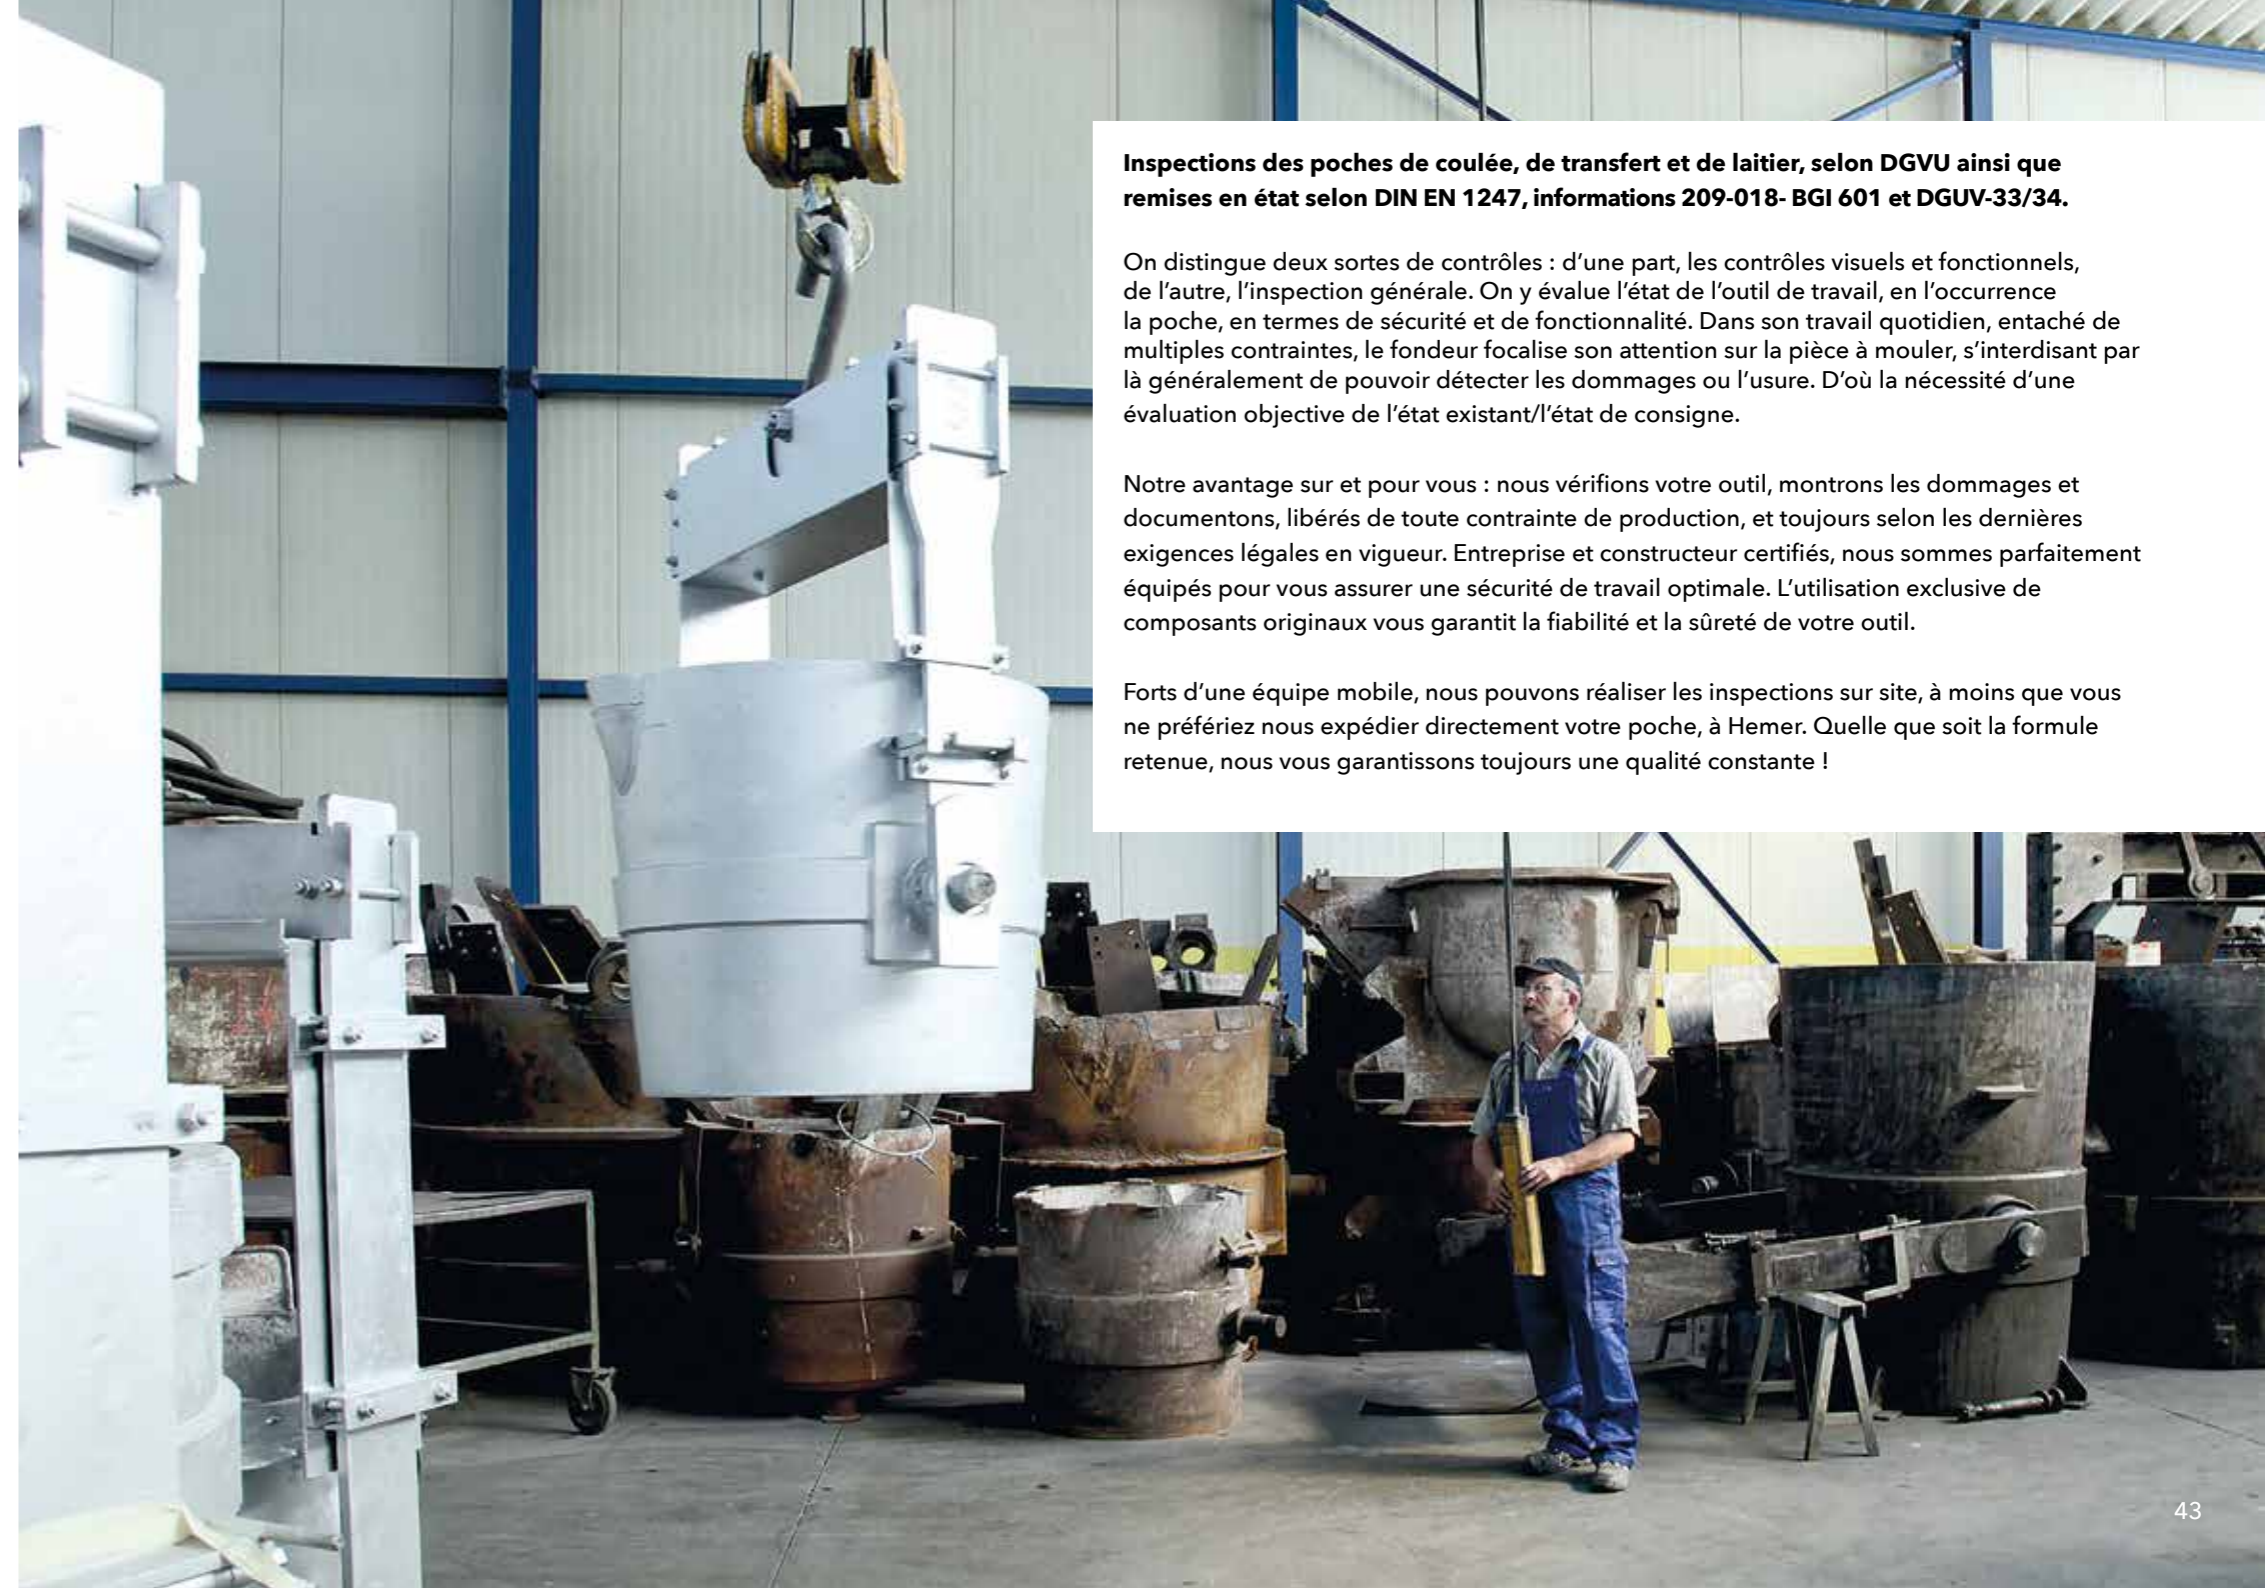 Inspections des poches de coulée, de transfert et de laitier, selon DGVU ainsi que
remises en état selon DIN EN 1247, informations 209-018- BGI 601 et DGUV-33/34.
On distingue deux sortes de contrôles : d’une part, les contrôles visuels et fonctionnels,
de l’autre, l’inspection générale. On y évalue l’état de l’outil de travail, en l’occurrence
la poche, en termes de sécurité et de fonctionnalité. Dans son travail quotidien, entaché de
multiples contraintes, le fondeur focalise son attention sur la pièce à mouler, s’interdisant par
là généralement de pouvoir détecter les dommages ou l’usure. D’où la nécessité d’une
évaluation objective de l’état existant/l’état de consigne.
Notre avantage sur et pour vous : nous vérifions votre outil, montrons les dommages et
documentons, libérés de toute contrainte de production, et toujours selon les dernières
exigences légales en vigueur. Entreprise et constructeur certifiés, nous sommes parfaitement
équipés pour vous assurer une sécurité de travail optimale. L’utilisation exclusive de
composants originaux vous garantit la fiabilité et la sûreté de votre outil.
Forts d’une équipe mobile, nous pouvons réaliser les inspections sur site, à moins que vous
ne préfériez nous expédier directement votre poche, à Hemer. Quelle que soit la formule
retenue, nous vous garantissons toujours une qualité constante !
43